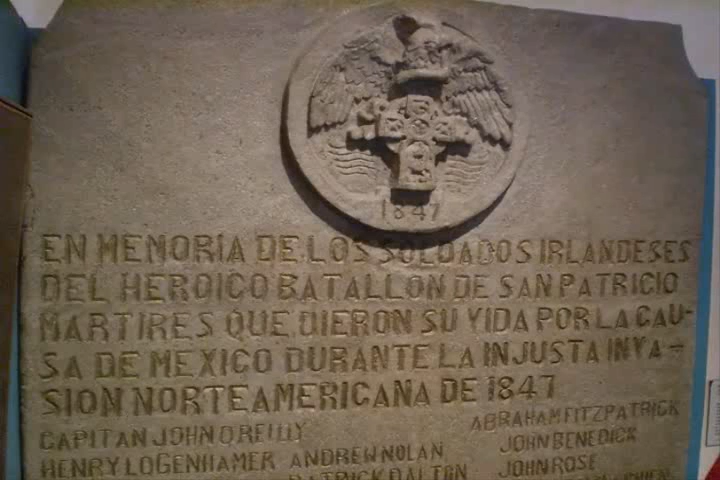 1847
EN MEMORIA DE LOS SOLDADOS IRLANDESES
DEL HEROICO BATALLON DE SAN PATRICIO
MARTIRES QUE DIERON SU VIDA POR LA CAU-
SA DE MEXICO DURANTE LA INJUSTA INVA-
SION NORTEAMERICANA DE 1847
CAPITAN JOHN O REILLY
HENRY LOGENHAMER
ANDREW NOLAN
PATRICK DALTON
ABRAHAM FITZPATRICK
JOHN BENEDICK
JOHN ROSE